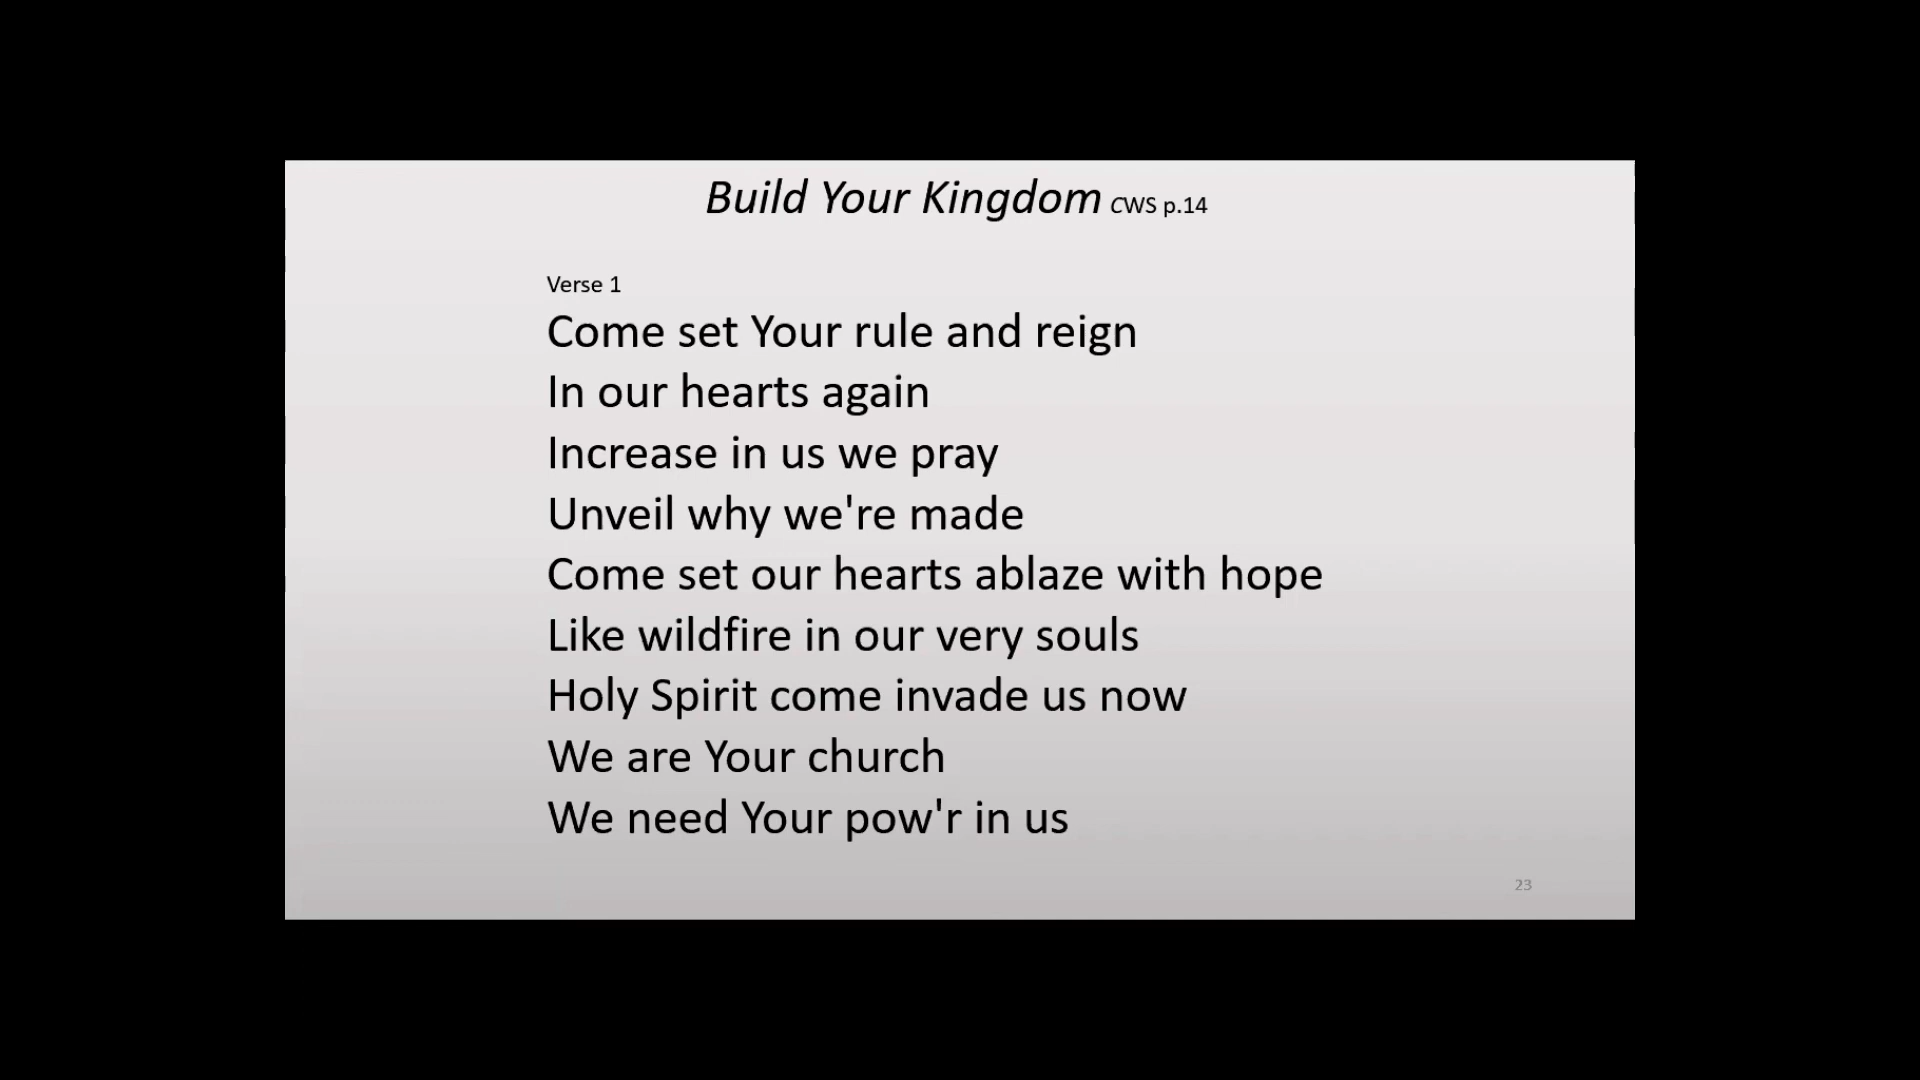 Build Your Kingdom CWS p.14
Verse 1
Come set Your rule and reign
In our hearts again
Increase in us we pray
Unveil why we're made
Come set our hearts ablaze with hope
Like wildfire in our very souls
Holy Spirit come invade us now
We are Your church
We need Your pow'r in us
23